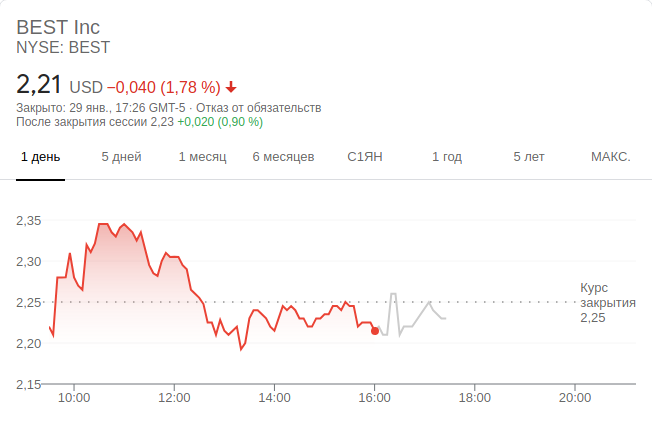 BEST Inc
NYSE: BEST
2,21 USD −0,040 (1,78 %)
Закрыто: 29 янв., 17:26 GMT-5 · Отказ от обязательств
После закрытия сессии 2,23 +0,020 (0,90 %)
1 день 5 дней 1 месяц 6 месяцев С1ЯН 1 год 5 лет МАКС.
2,35
2,30
2,25
2,20
2,15
Курс
закрытия
2,25
10:00 12:00 14:00 16:00 18:00 20:00